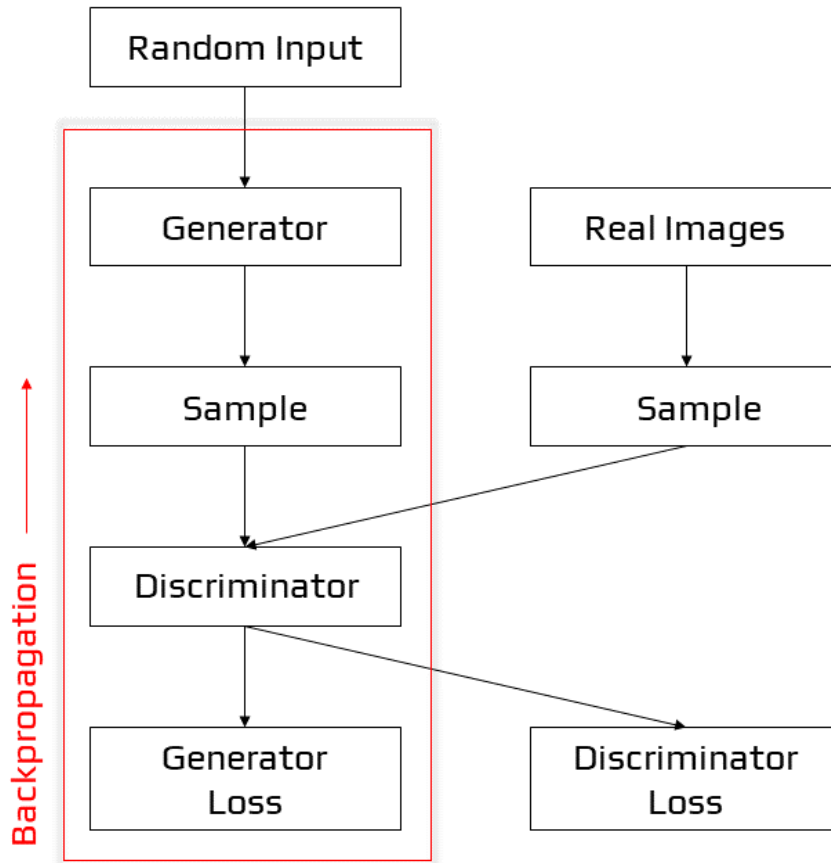 Random Input
Generator
Real Images
Sample
Sample
Discriminator
Generator
Loss
Discriminator
Loss
Backpropagation